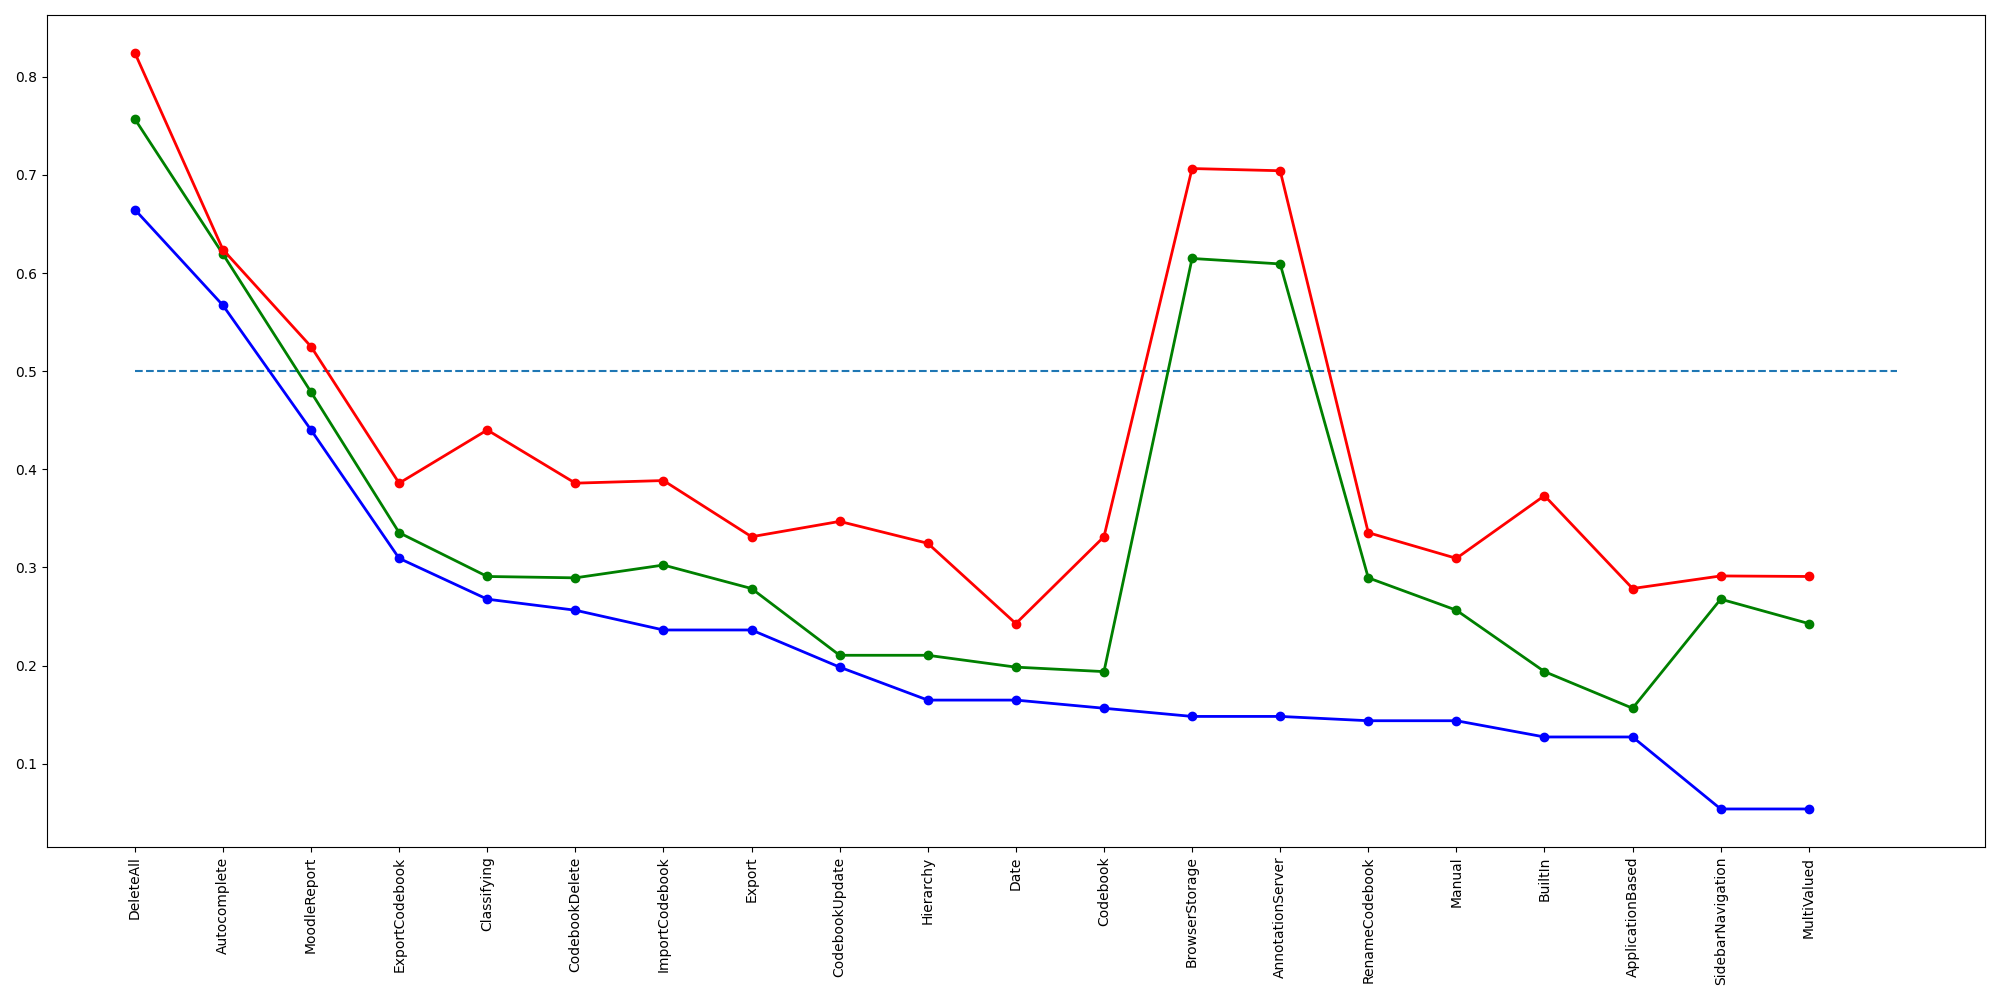 0.8
0.7
0.6
0.5
0.4
0.3
0.2
0.1
DeleteAll
Autocomplete
MoodleReport
ExportCodebook
Classifying
CodebookDelete
ImportCodebook
Export
CodebookUpdate
Hierarchy
Date
Codebook
BrowserStorage
AnnotationServer
RenameCodebook
Manual
BuiltIn
ApplicationBased
SidebarNavigation
MultiValued